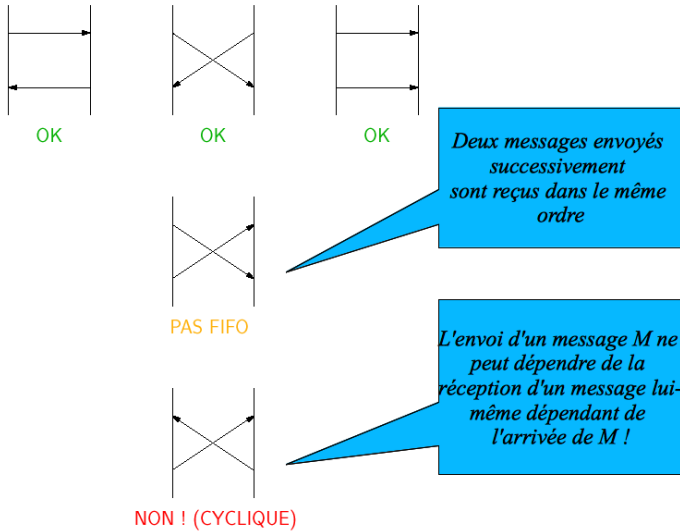 OK
OK
OK
Deux messages envoyés
successivement
sont reçus dans le même
ordre
PAS FIFO
L'envoi d'un message M ne
peut dépendre de la
réception d'un message lui-
même dépendant de
l'arrivée de M !
NON ! (CYCLIQUE)